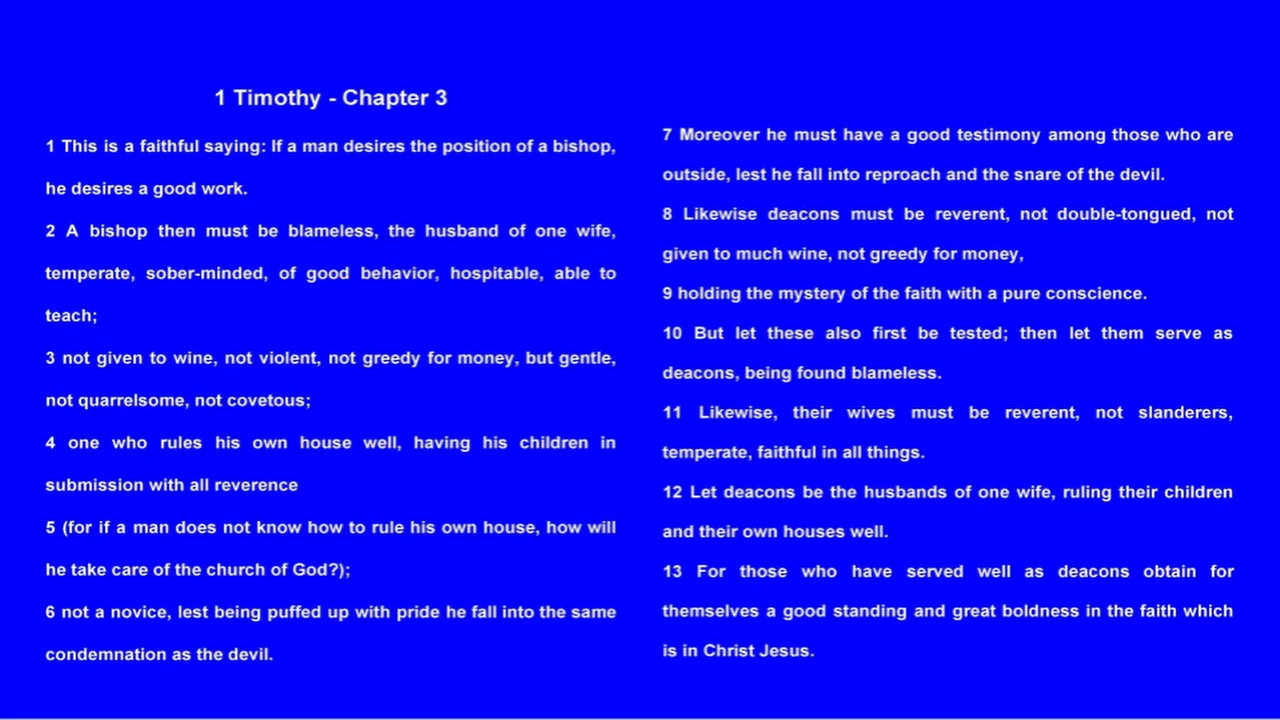 1 Timothy - Chapter 3
1 This is a faithful saying: If a man desires the position of a bishop,
he desires a good work.
2 A bishop then must be blameless, the husband of one wife,
temperate, sober-minded, of good behavior, hospitable, able to
teach;
3 not given to wine, not violent, not greedy for money, but gentle,
not quarrelsome, not covetous;
4 one who rules his own house well, having his children in
submission with all reverence
5 (for if a man does not know how to rule his own house, how will
he take care of the church of God?);
6 not a novice, lest being puffed up with pride he fall into the same
condemnation as the devil.
7 Moreover he must have a good testimony among those who are
outside, lest he fall into reproach and the snare of the devil.
8 Likewise deacons must be reverent, not double-tongued, not
given to much wine, not greedy for money,
9 holding the mystery of the faith with a pure conscience.
10 But let these also first be tested; then let them serve as
deacons, being found blameless.
11 Likewise, their wives must be reverent, not slanderers,
temperate, faithful in all things.
12 Let deacons be the husbands of one wife, ruling their children
and their own houses well.
13 For those who have served well as deacons obtain for
themselves a good standing and great boldness in the faith which
is in Christ Jesus.